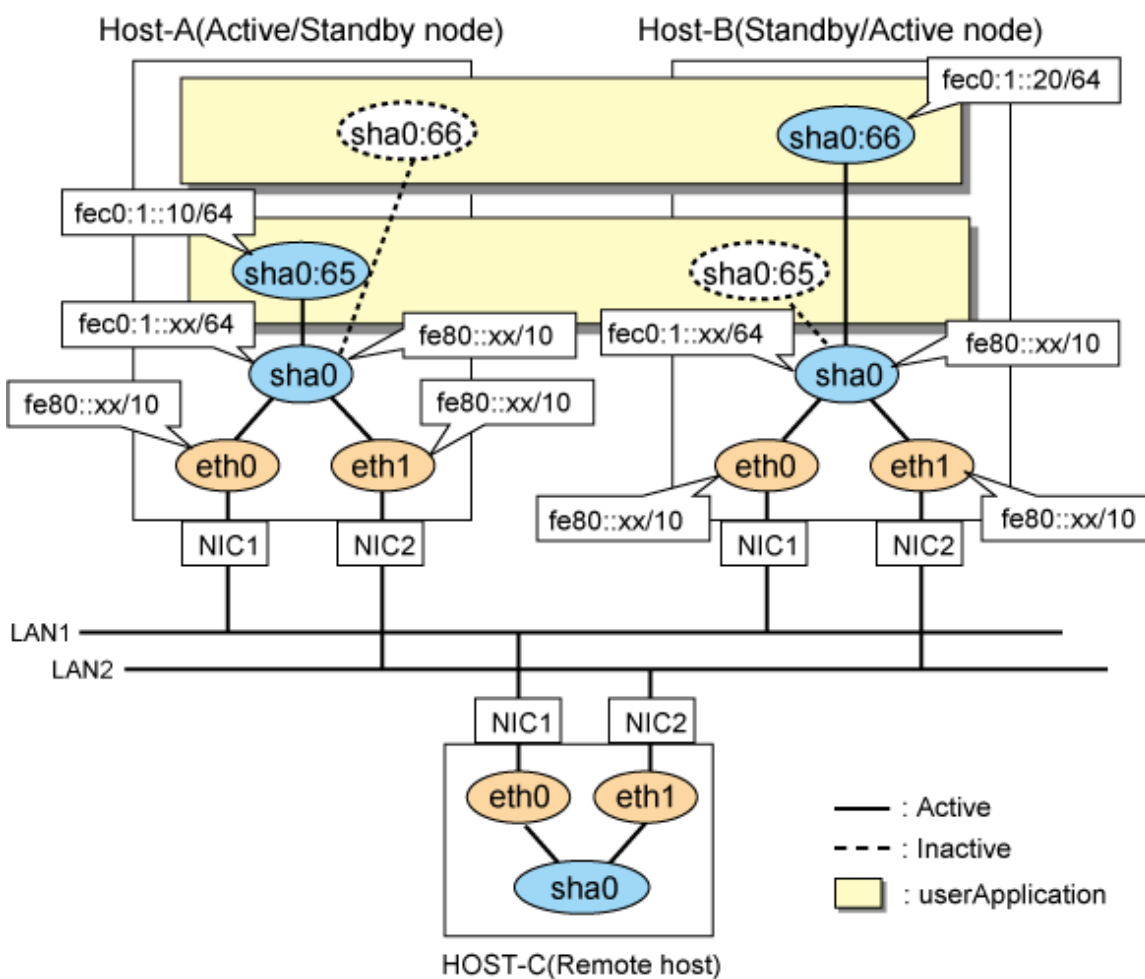 Host-A(Active/Standby node)
Host-B(Standby/Active node)
fec0:1::20/64
sha0:66
sha0:66
fec0:1::10/64
sha0:65
sha0:65
fec0:1::xx/64
fe80::xx/10
fec0:1::xx/64
fe80::xx/10
sha0
sha0
fe80::xx/10
fe80::xx/10
eth0
eth1
eth0
eth1
fe80::xx/10
fe80::xx/10
NIC1
NIC2
NIC1
NIC2
LAN1
LAN2
NIC1
NIC2
eth0
eth1
sha0
: Active
: Inactive
: userApplication
HOST-C(Remote host)